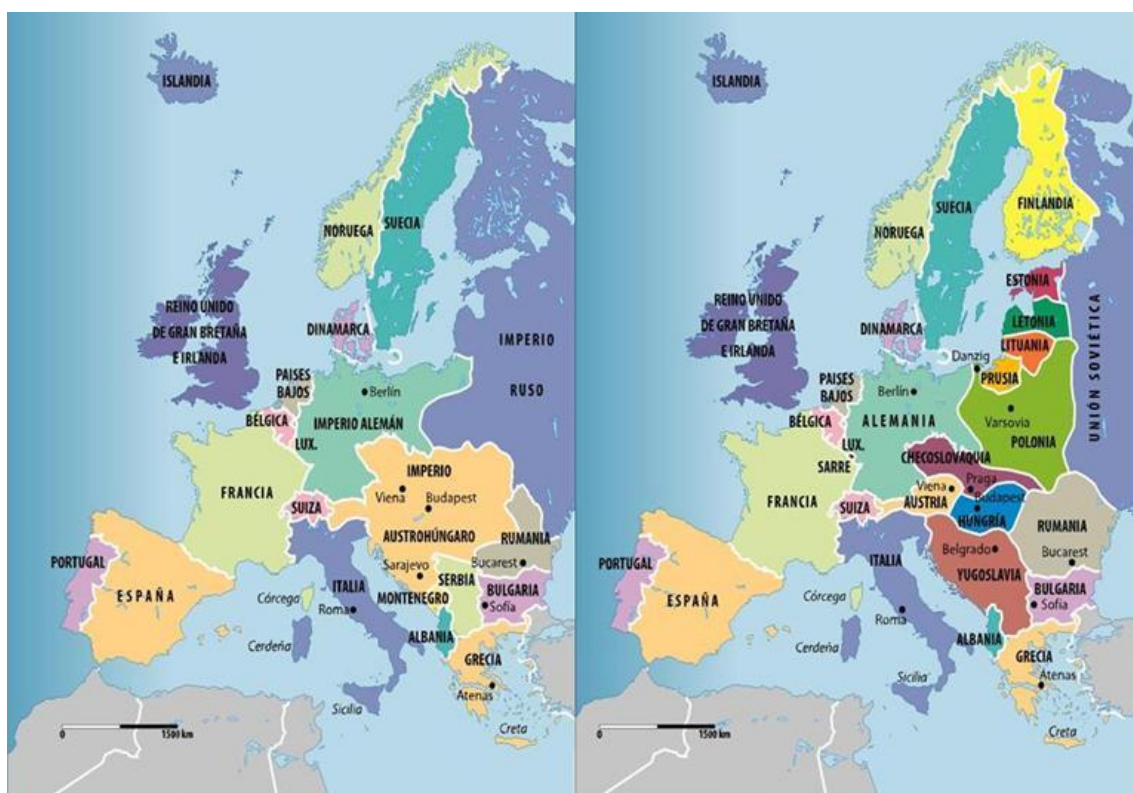 ISLANDIA
NORUEGA
SUECIA
REINO UNIDO
DE GRAN BRETAÑA
E IRLANDA
DINAMARCA
IMPERIO
RUSO
PAISES
BAJOS
Berlín
BÉLGICA
IMPERIO ALEMÁN
LUX.
FRANCIA
IMPERIO
Viena
Budapest
SUIZA
AUSTROHÚNGARO
RUMANIA
PORTUGAL
ESPAÑA
Sarajevo
Bucarest
SERBIA
ITALIA
MONTENEGRO
BULGARIA
Córcega
Roma
Sofía
Cerdeña
ALBANIA
GRECIA
Atenas
Sicilia
Creta
0 1500 km
ISLANDIA
NORUEGA
SUECIA
FINLANDIA
ESTONIA
REINO UNIDO
DE GRAN BRETAÑA
E IRLANDA
DINAMARCA
LETONIA
LITUANIA
Danzig
PRUSIA
UNIÓN SOVIÉTICA
PAISES
BAJOS
Berlín
Varsovia
BÉLGICA
ALEMANIA
POLONIA
LUX.
SARRE
CHECOSLOVAQUIA
FRANCIA
Viena
Praga
AUSTRIA
Budapest
SUIZA
HUNGRÍA
RUMANIA
Belgrado
Bucarest
PORTUGAL
ESPAÑA
ITALIA
YUGOSLAVIA
BULGARIA
Córcega
Roma
Sofia
Cerdeña
ALBANIA
GRECIA
Atenas
Sicilia
Creta
0 1500 km